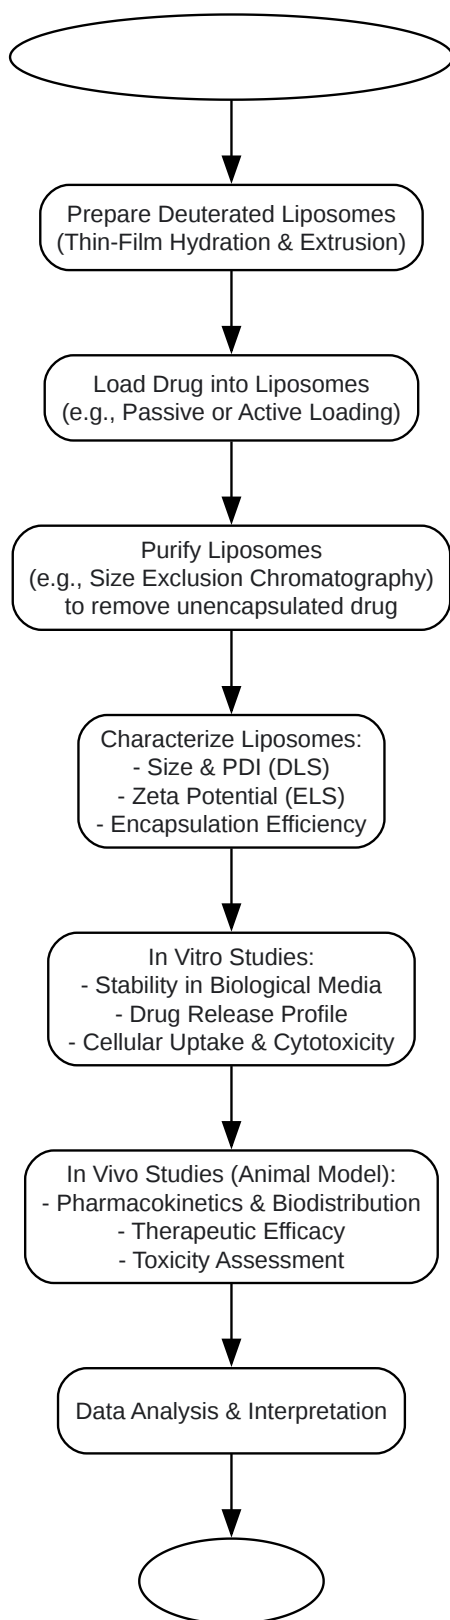 Prepare Deuterated Liposomes
(Thin-Film Hydration & Extrusion)
Load Drug into Liposomes
(e.g., Passive or Active Loading)
Purify Liposomes
(e.g., Size Exclusion Chromatography)
to remove unencapsulated drug
Characterize Liposomes:
- Size & PDI (DLS)
- Zeta Potential (ELS)
- Encapsulation Efficiency
In Vitro Studies:
- Stability in Biological Media
- Drug Release Profile
- Cellular Uptake & Cytotoxicity
In Vivo Studies (Animal Model):
- Pharmacokinetics & Biodistribution
- Therapeutic Efficacy
- Toxicity Assessment
Data Analysis & Interpretation